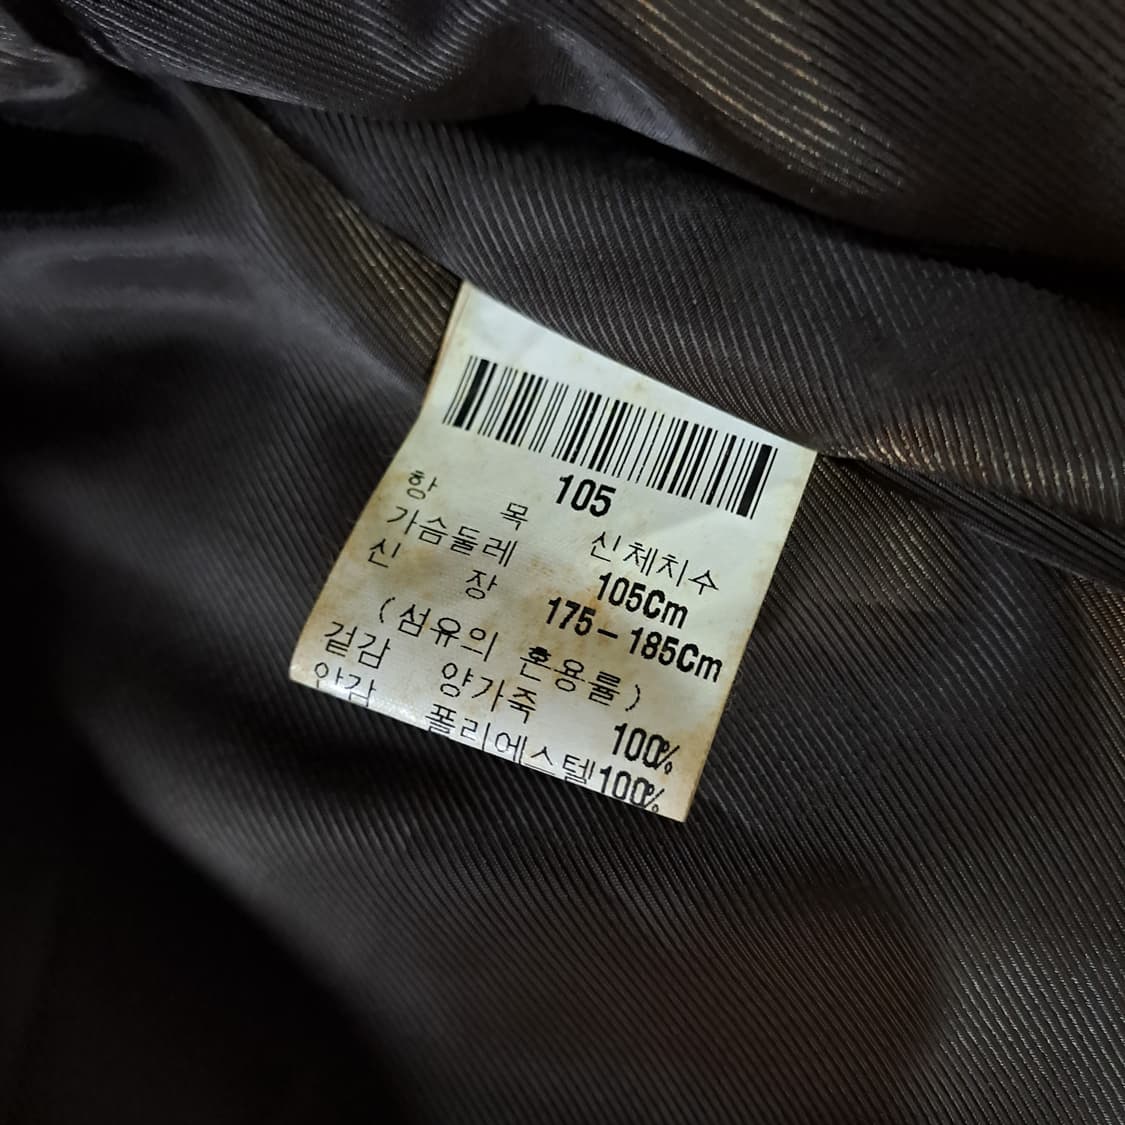 105
항 목 신체치수
가슴둘레 105Cm
신 장 175-185Cm
(섬유의 혼용률)
겉감 양가죽 100%
안감 폴리에스텔 100%